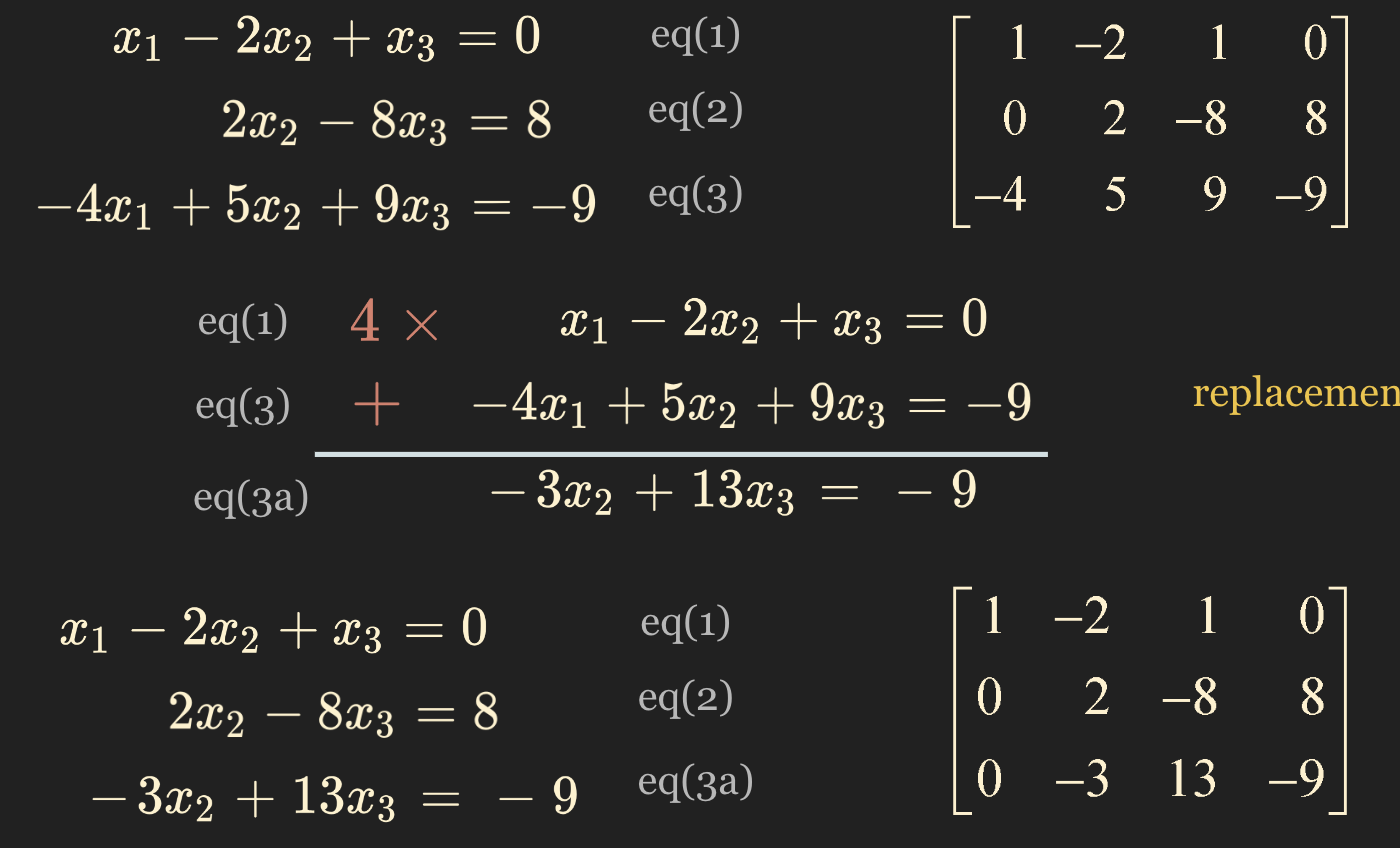 x₁ − 2x₂ + x₃ = 0 eq(1)
2x₂ − 8x₃ = 8 eq(2)
−4x₁ + 5x₂ + 9x₃ = −9 eq(3)
1 −2 1 0
0 2 −8 8
−4 5 9 −9
eq(1) 4 × x₁ − 2x₂ + x₃ = 0
eq(3) + −4x₁ + 5x₂ + 9x₃ = −9
replacemen
eq(3a) −3x₂ + 13x₃ = −9
x₁ − 2x₂ + x₃ = 0 eq(1)
2x₂ − 8x₃ = 8 eq(2)
−3x₂ + 13x₃ = −9 eq(3a)
1 −2 1 0
0 2 −8 8
0 −3 13 −9